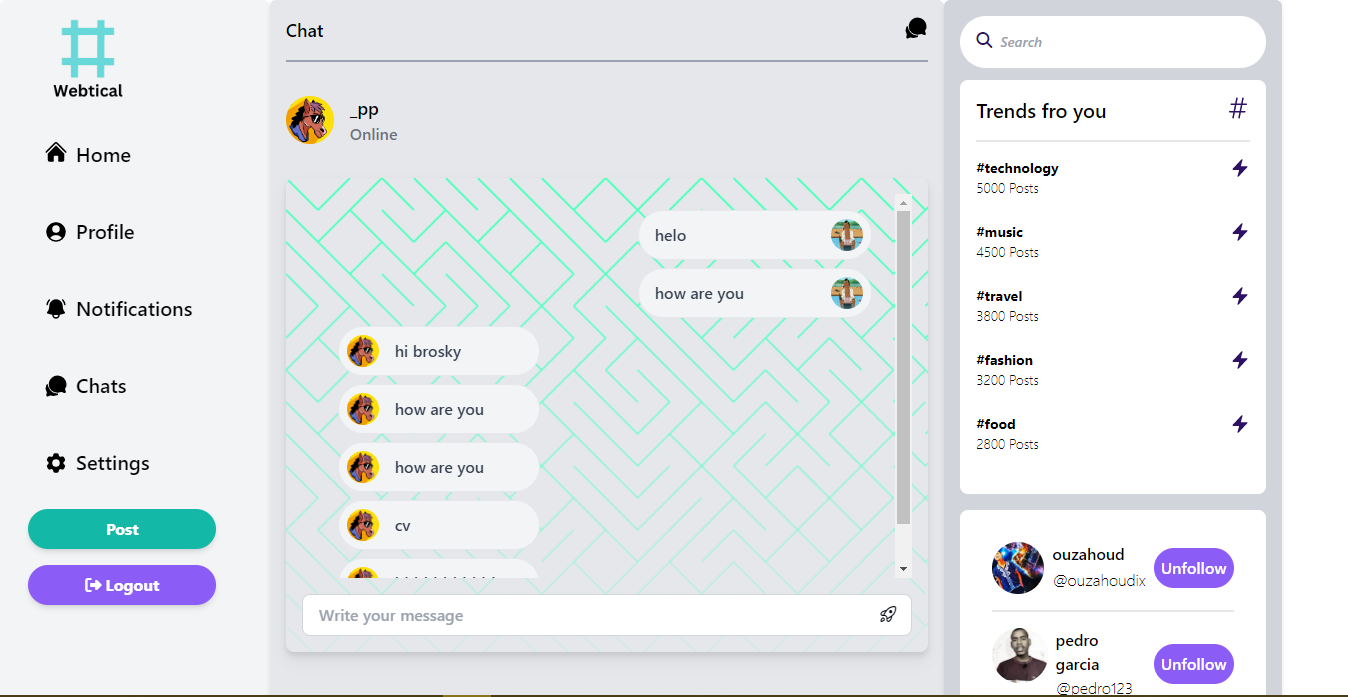 Webtical
Home
Profile
Notifications
Chats
Settings
Post
Logout
Chat
_pp
Online
helo
how are you
hi brosky
how are you
how are you
cv
Write your message
Search
Trends fro you
#technology
5000 Posts
#music
4500 Posts
#travel
3800 Posts
#fashion
3200 Posts
#food
2800 Posts
ouzahoud
@ouzahoudix
Unfollow
pedro
garcia
@pedro123
Unfollow